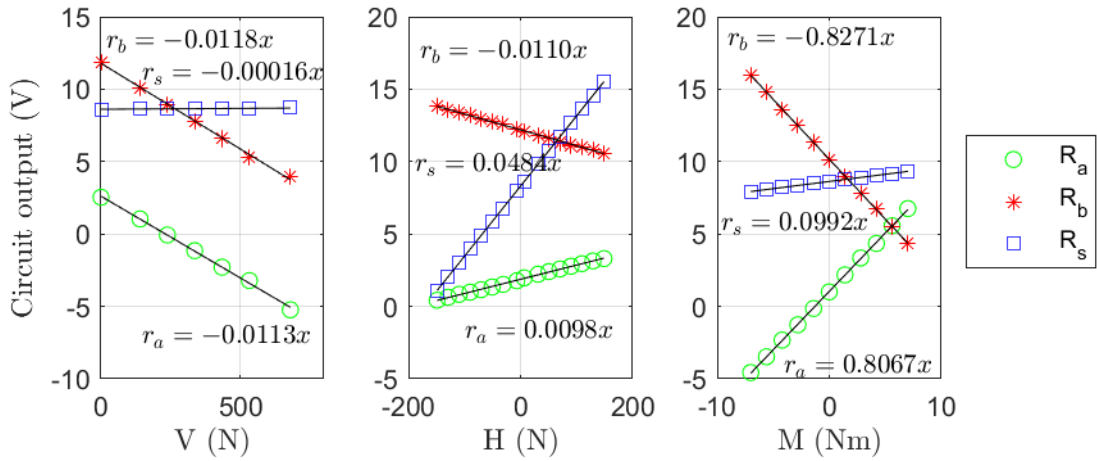 Circuit output (V)
15
10
5
0
-5
-10
0
500
V (N)
r_b = −0.0118x
r_s = −0.00016x
r_a = −0.0113x
20
15
10
5
0
-5
-200
0
200
H (N)
r_b = −0.0110x
r_s = 0.0484x
r_a = 0.0098x
20
15
10
5
0
-5
-10
0
10
M (Nm)
r_b = −0.8271x
r_s = 0.0992x
r_a = 0.8067x
R_a
R_b
R_s